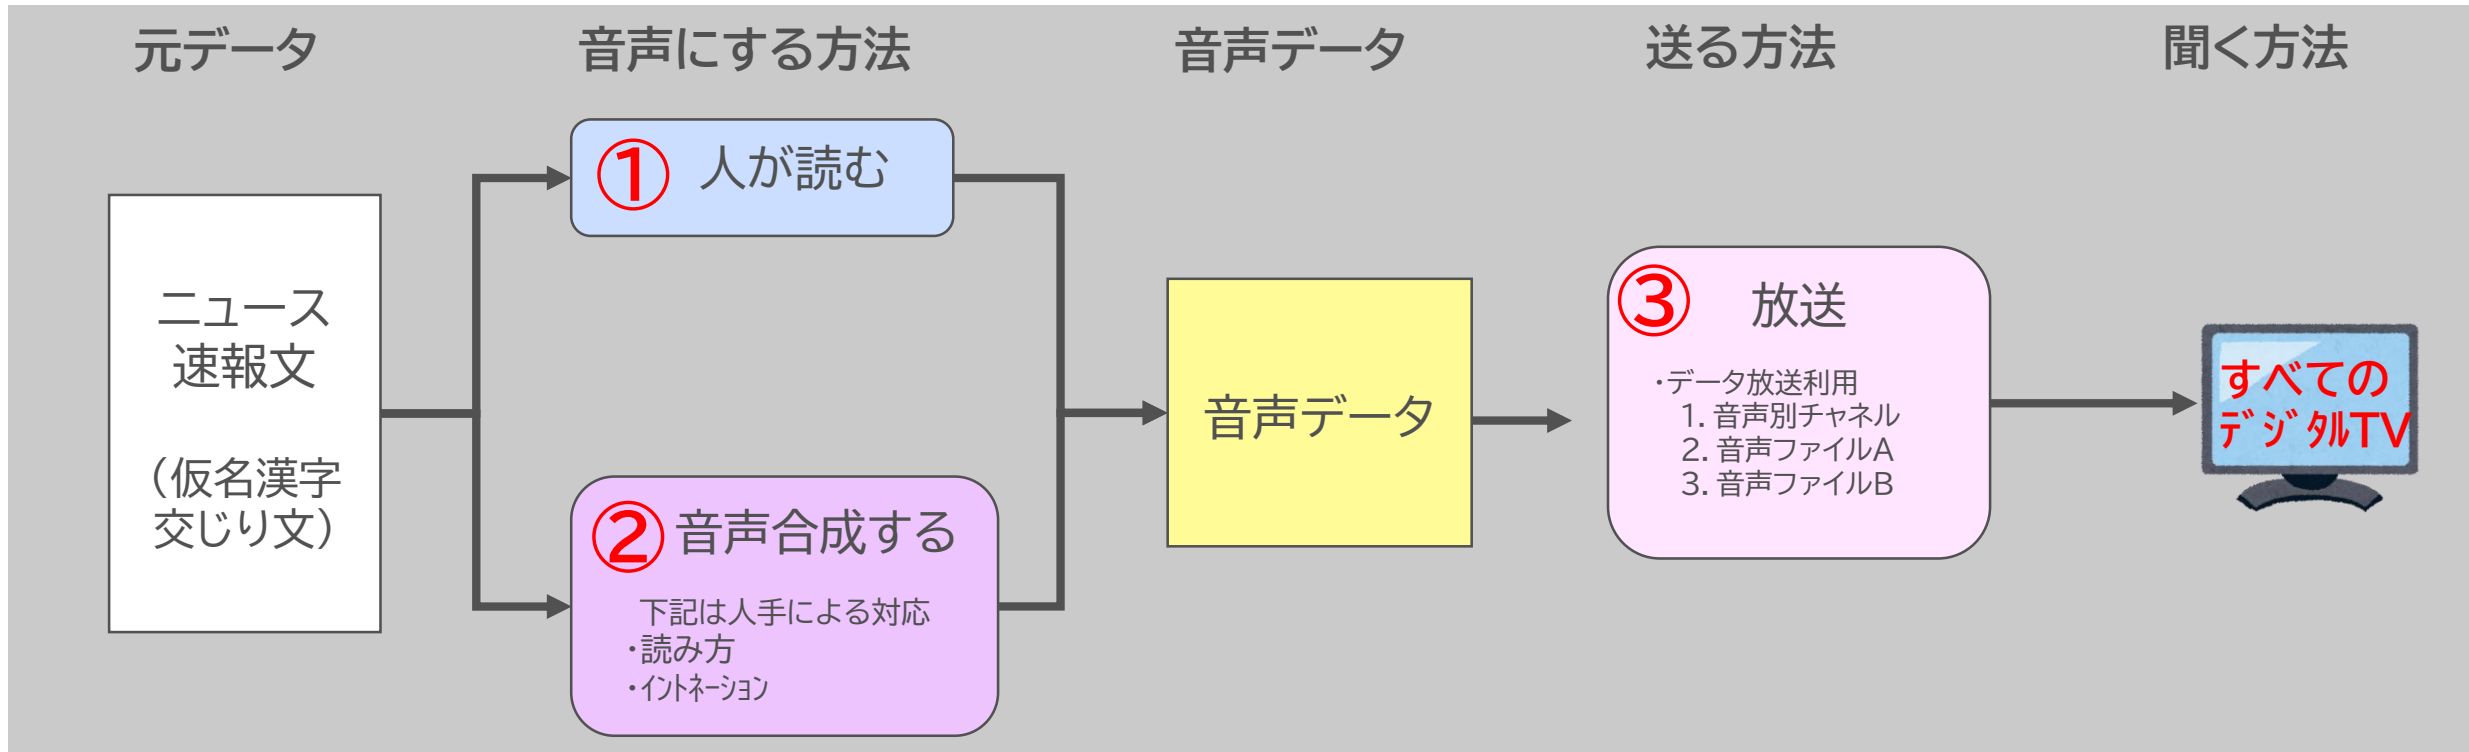 元データ
音声にする方法
音声データ
送る方法
聞く方法
ニュース
速報文
（仮名漢字
交じり文）
① 人が読む
② 音声合成する
下記は人手による対応
・読み方
・ｲﾝﾄﾈｰｼｮﾝ
音声データ
③ 放送
・データ放送利用
1. 音声別チャネル
2. 音声ファイルA
3. 音声ファイルB
すべての
ﾃﾞｼﾞﾀﾙTV